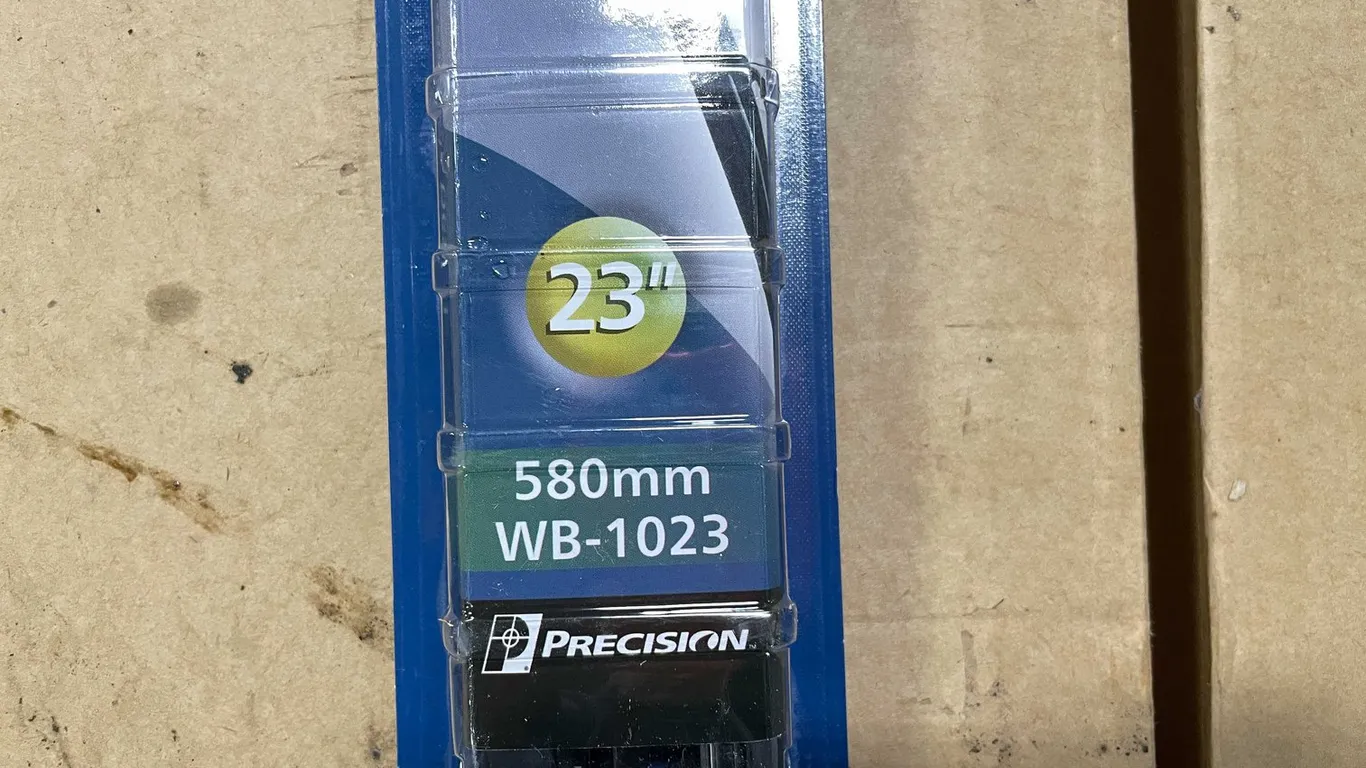 23"
580mm
WB-1023
PRECISION